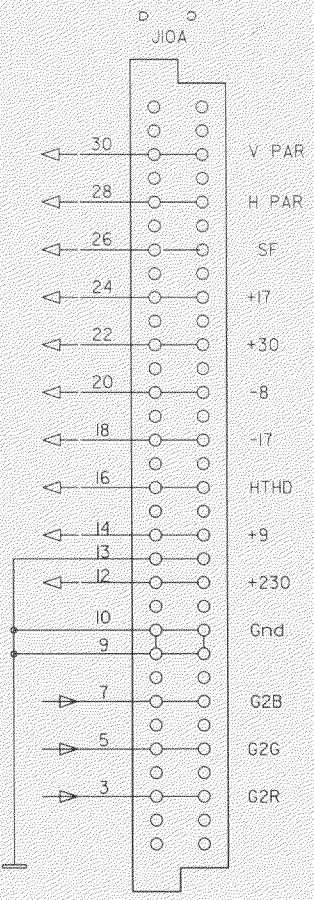 D O
J10A
30 V PAR
28 H PAR
26 SF
24 +17
22 +30
20 -8
18 -17
16 HTHD
14 +9
13
12 +230
10 Gnd
9
7 G2B
5 G2G
3 G2R